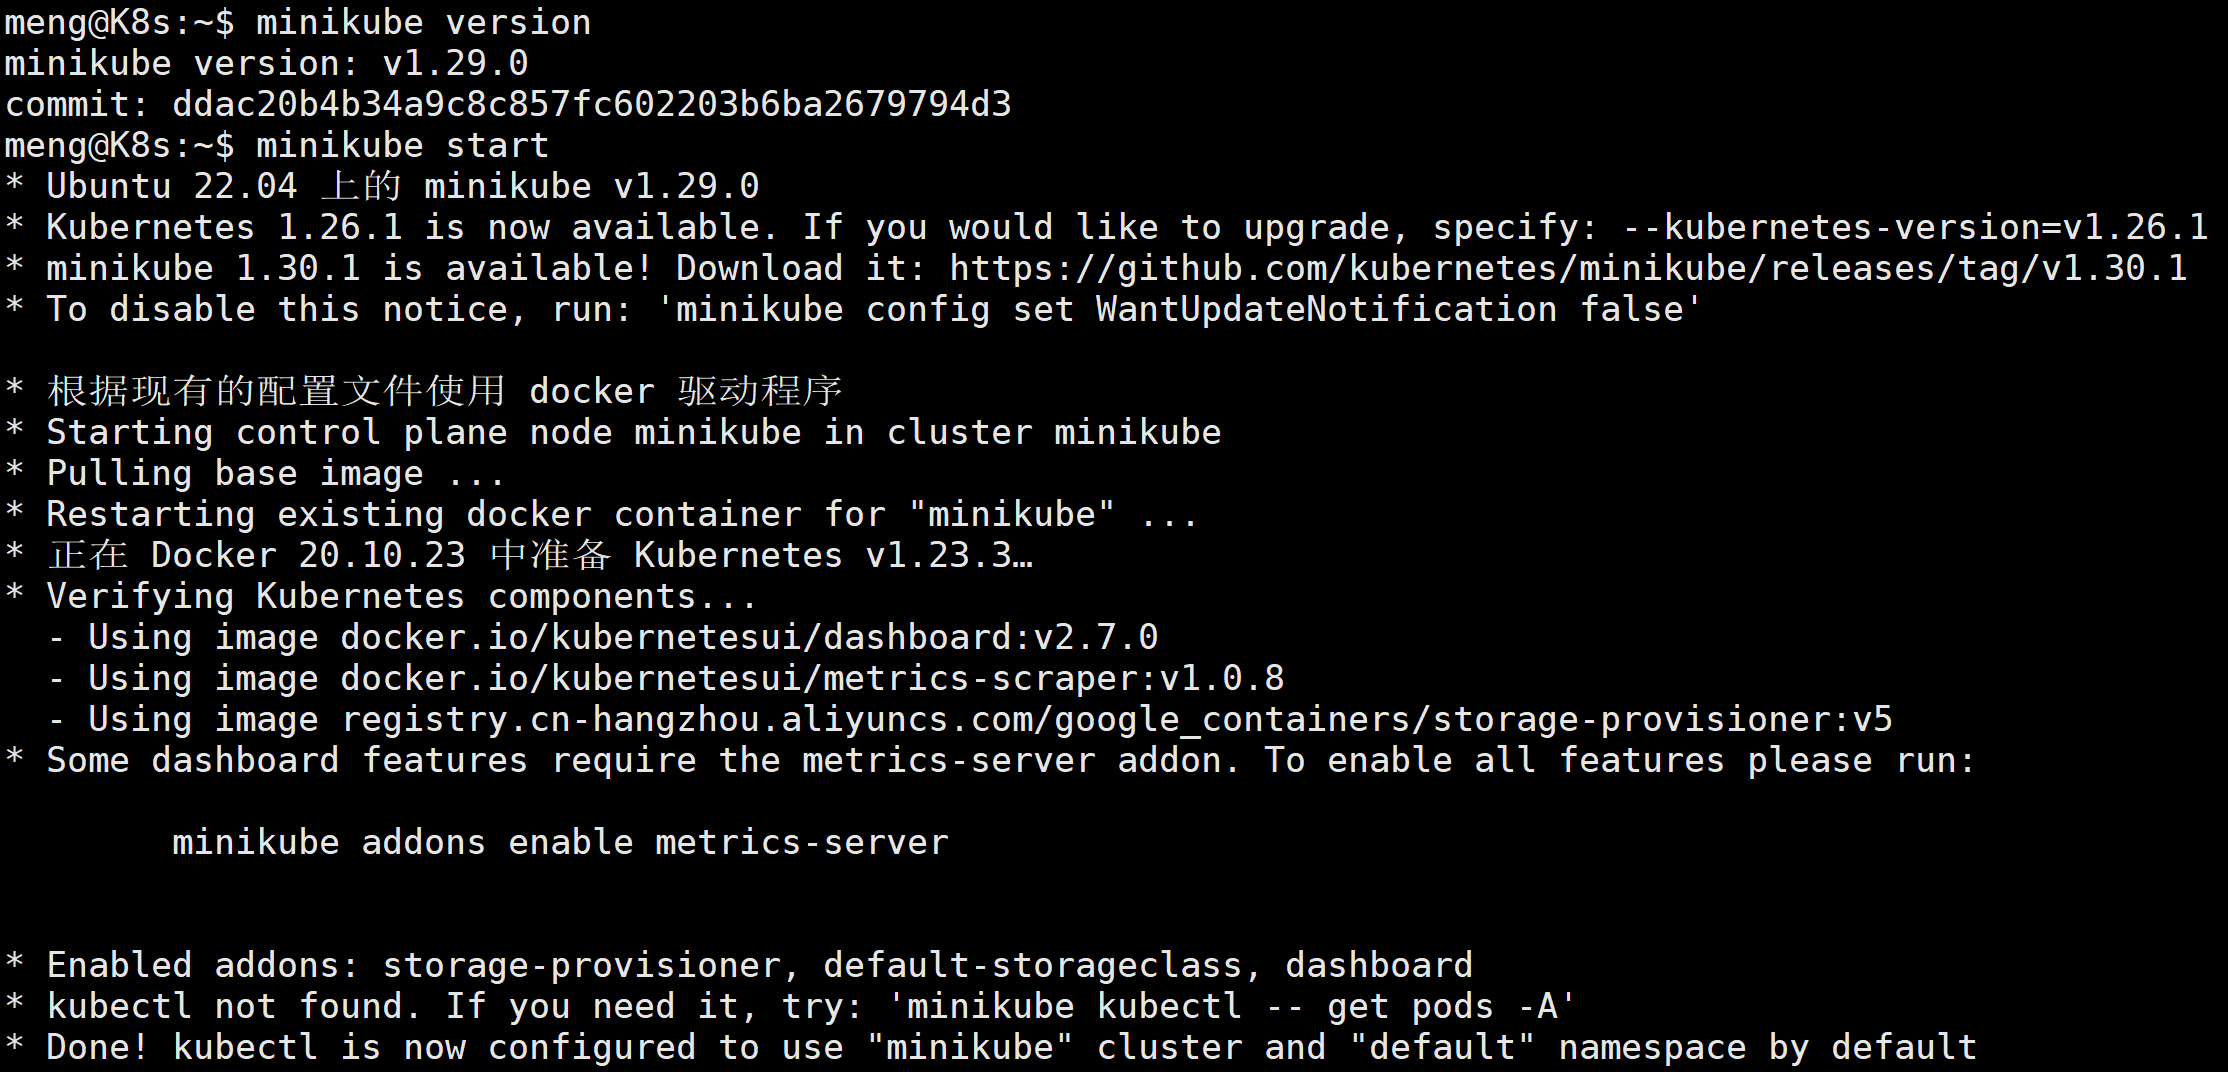 meng@K8s:~$ minikube version
minikube version: v1.29.0
commit: ddac20b4b34a9c8c857fc602203b6ba2679794d3
meng@K8s:~$ minikube start
* Ubuntu 22.04 上的 minikube v1.29.0
* Kubernetes 1.26.1 is now available. If you would like to upgrade, specify: --kubernetes-version=v1.26.1
* minikube 1.30.1 is available! Download it: https://github.com/kubernetes/minikube/releases/tag/v1.30.1
* To disable this notice, run: 'minikube config set WantUpdateNotification false'
* 根据现有的配置文件使用 docker 驱动程序
* Starting control plane node minikube in cluster minikube
* Pulling base image ...
* Restarting existing docker container for "minikube" ...
* 正在 Docker 20.10.23 中准备 Kubernetes v1.23.3…
* Verifying Kubernetes components...
  - Using image docker.io/kubernetesui/dashboard:v2.7.0
  - Using image docker.io/kubernetesui/metrics-scraper:v1.0.8
  - Using image registry.cn-hangzhou.aliyuncs.com/google_containers/storage-provisioner:v5
* Some dashboard features require the metrics-server addon. To enable all features please run:
        minikube addons enable metrics-server
* Enabled addons: storage-provisioner, default-storageclass, dashboard
* kubectl not found. If you need it, try: 'minikube kubectl -- get pods -A'
* Done! kubectl is now configured to use "minikube" cluster and "default" namespace by default